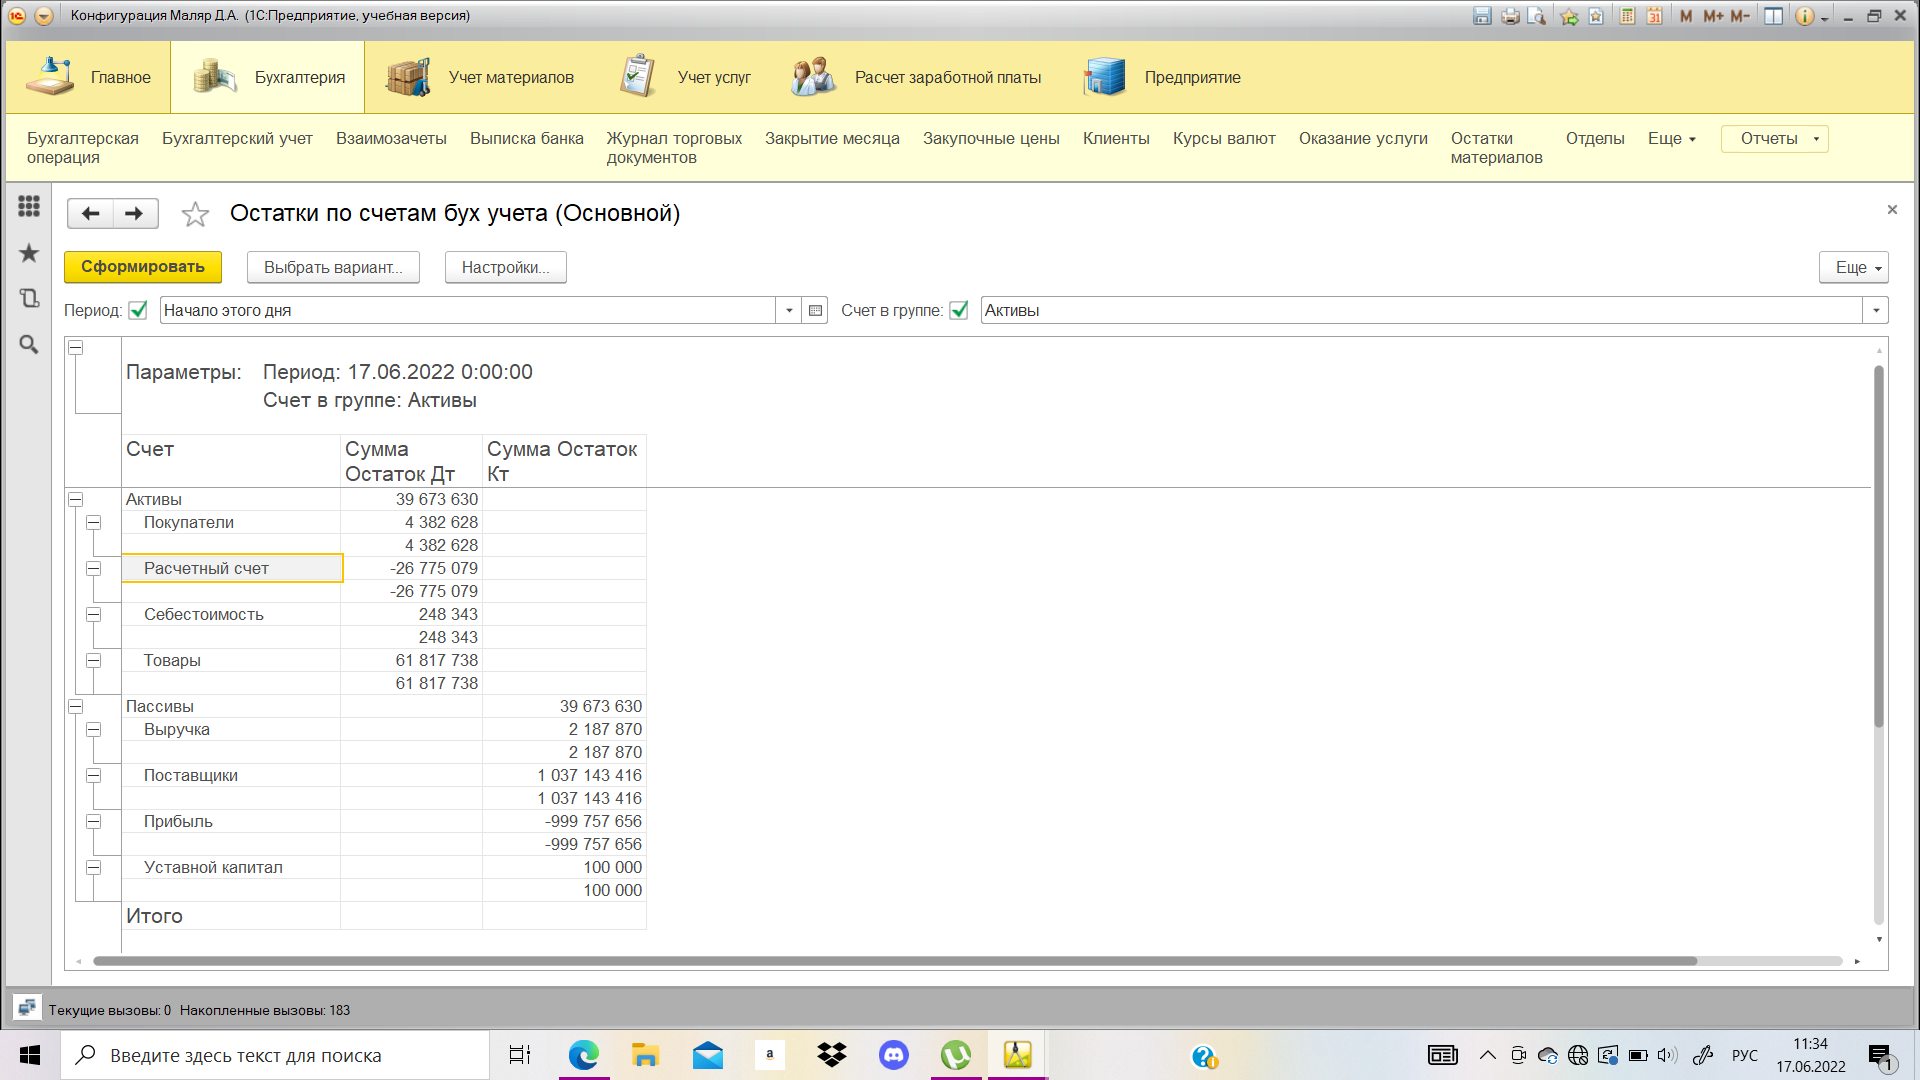 Конфигурация Маляр Д.А. (1С:Предприятие, учебная версия)
M M+ M-
Главное
Бухгалтерия
Учет материалов
Учет услуг
Расчет заработной платы
Предприятие
Бухгалтерская операция
Бухгалтерский учет
Взаимозачеты
Выписка банка
Журнал торговых документов
Закрытие месяца
Закупочные цены
Клиенты
Курсы валют
Оказание услуги
Остатки материалов
Отделы
Еще
Отчеты
Остатки по счетам бух учета (Основной)
Сформировать
Выбрать вариант...
Настройки...
Еще
Период: Начало этого дня
Счет в группе: Активы
Параметры: Период: 17.06.2022 0:00:00
Счет в группе: Активы
Счет Сумма Остаток Дт Сумма Остаток Кт
Активы 39 673 630
Покупатели 4 382 628
4 382 628
Расчетный счет -26 775 079
-26 775 079
Себестоимость 248 343
248 343
Товары 61 817 738
61 817 738
Пассивы 39 673 630
Выручка 2 187 870
2 187 870
Поставщики 1 037 143 416
1 037 143 416
Прибыль -999 757 656
-999 757 656
Уставной капитал 100 000
100 000
Итого
Текущие вызовы: 0 Накопленные вызовы: 183
Введите здесь текст для поиска
a
РУС
11:34
17.06.2022
1